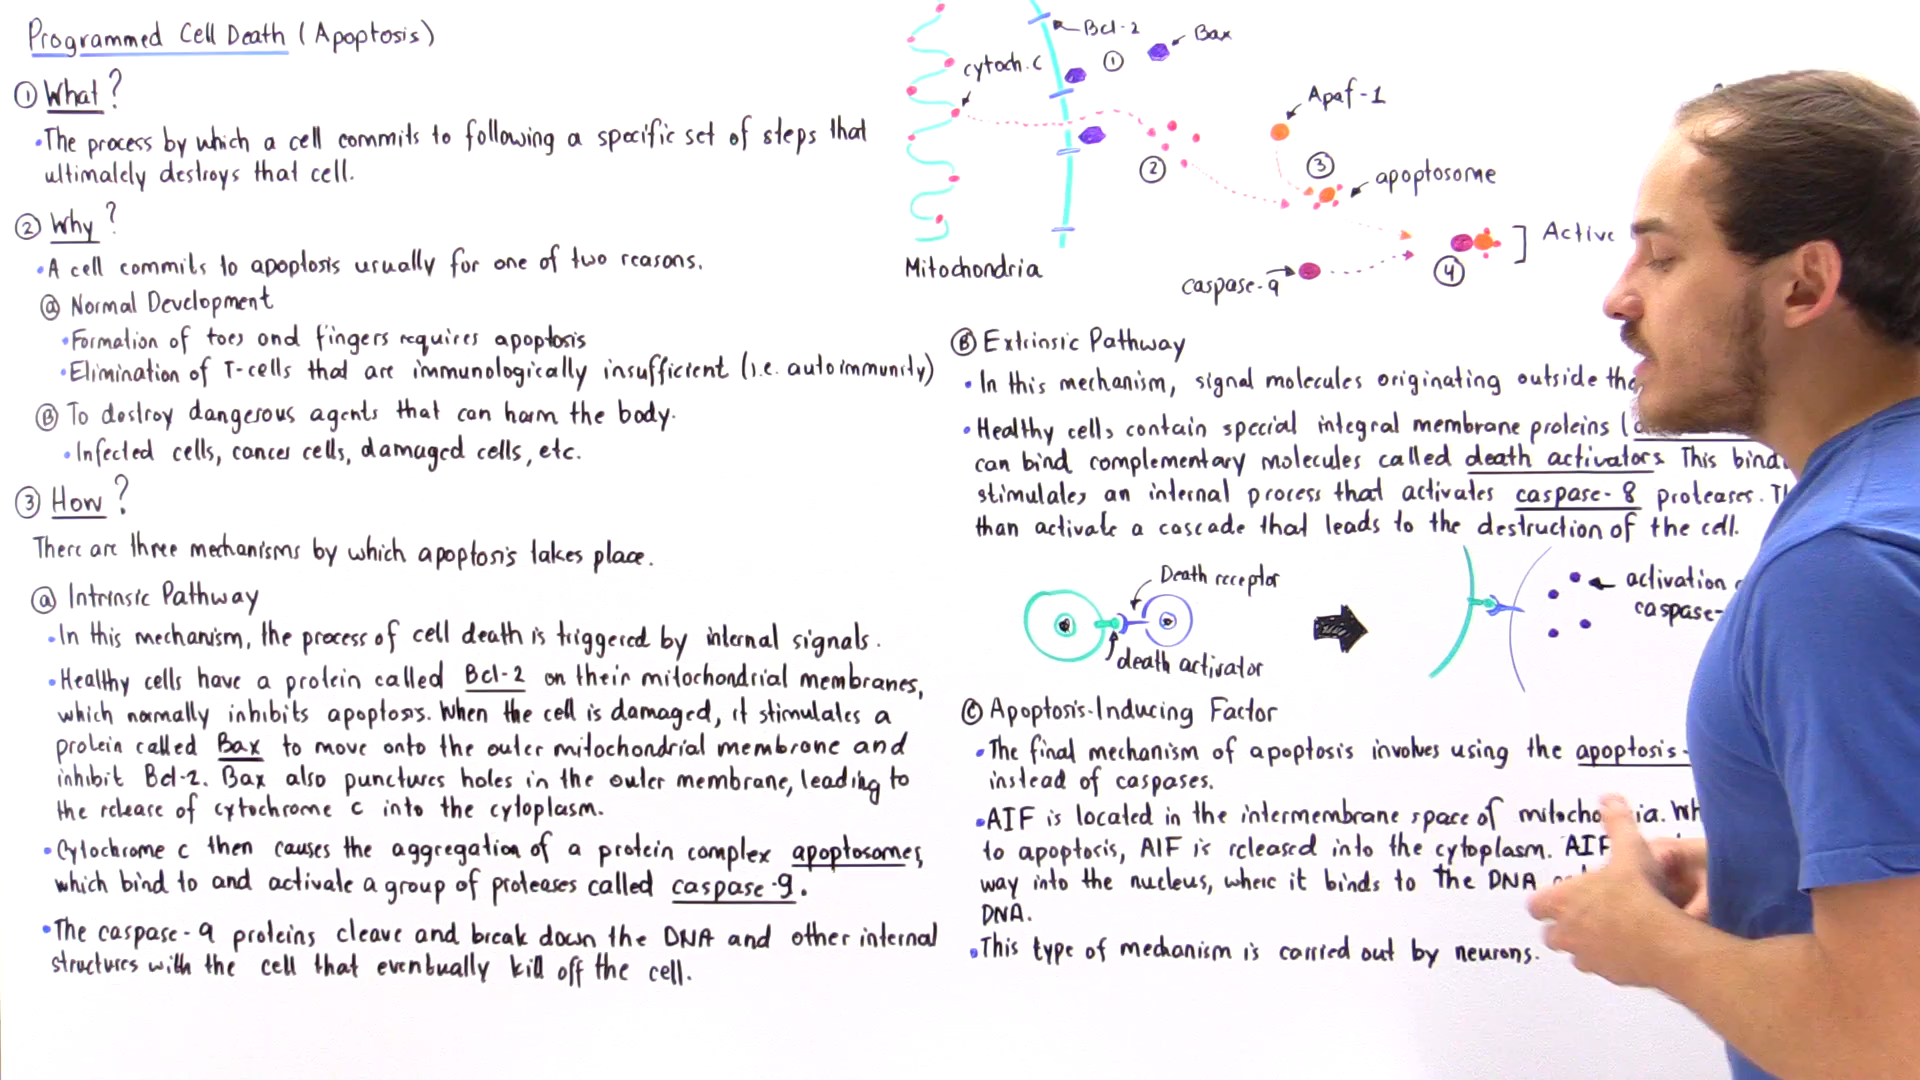 Programmed Cell Death (Apoptosis)
① What?
•The process by which a cell commits to following a specific set of steps that
ultimately destroys that cell.
② Why?
•A cell commits to apoptosis usually for one of two reasons.
ⓐ Normal Development
•Formation of toes and fingers requires apoptosis
•Elimination of T-cells that are immunologically insufficient (i.e. autoimmunity)
Ⓑ To destroy dangerous agents that can harm the body.
•Infected cells, cancer cells, damaged cells, etc.
③ How?
There are three mechanisms by which apoptosis takes place.
ⓐ Intrinsic Pathway
•In this mechanism, the process of cell death is triggered by internal signals.
•Healthy cells have a protein called Bcl-2 on their mitochondrial membranes,
which normally inhibits apoptosis. When the cell is damaged, it stimulates a
protein called Bax to move onto the outer mitochondrial membrane and
inhibit Bcl-2. Bax also punctures holes in the outer membrane, leading to
the release of cytochrome c into the cytoplasm.
•Cytochrome c then causes the aggregation of a protein complex apoptosomes,
which bind to and activate a group of proteases called caspase-9.
•The caspase-9 proteins cleave and break down the DNA and other internal
structures with the cell that eventually kill off the cell.
Bcl-2
Bax
cytoch. c
①
Apaf-1
②
③
apoptosome
Active
④
caspase-9
Mitochondria
Ⓑ Extrinsic Pathway
•In this mechanism, signal molecules originating outside the
•Healthy cells contain special integral membrane proteins (
can bind complementary molecules called death activators. This
stimulates an internal process that activates caspase-8 proteases.
than activate a cascade that leads to the destruction of the cell.
Death receptor
death activator
activation
caspase-
Ⓒ Apoptosis-Inducing Factor
•The final mechanism of apoptosis involves using the apoptosis-
instead of caspases.
•AIF is located in the intermembrane space of mitochondria.
to apoptosis, AIF is released into the cytoplasm. AIF
way into the nucleus, where it binds to the DNA
DNA.
•This type of mechanism is carried out by neurons.